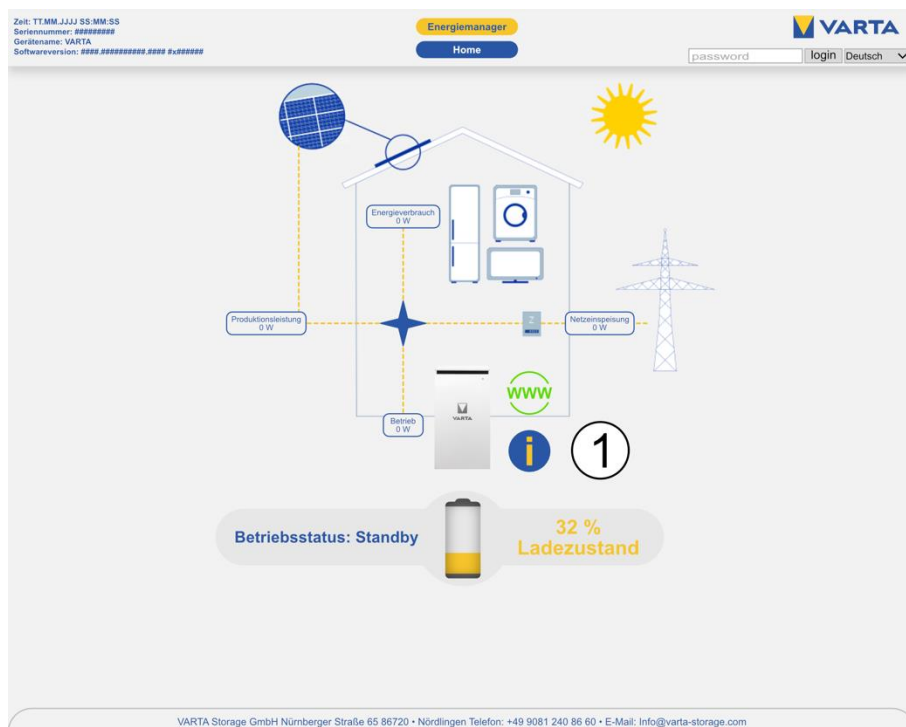 Zeit: TT.MM.JJJJ SS:MM:SS
Seriennummer: #########
Gerätename: VARTA
Softwareversion: ####.##########.#### #x######
Energiemanager
Home
VARTA
password
login
Deutsch
Energieverbrauch
0 W
Produktionsleistung
0 W
Z
Netzeinspeisung
0 W
VARTA
www
Betrieb
0 W
i
1
Betriebsstatus: Standby
32 %
Ladezustand
VARTA Storage GmbH Nürnberger Straße 65 86720 • Nördlingen Telefon: +49 9081 240 86 60 • E-Mail: Info@varta-storage.com